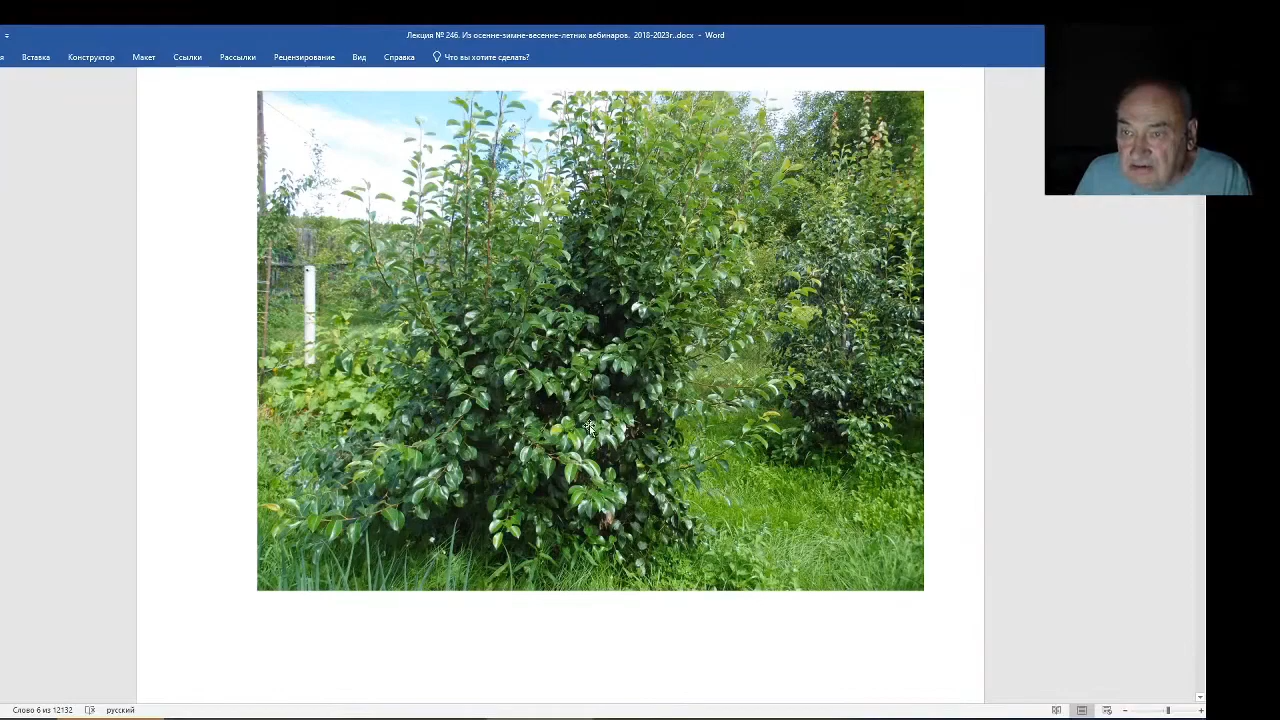 Лекция № 246. Из осенне-зимне-весенне-летних вебинаров. 2018-2023г..docx - Word
я Вставка Конструктор Макет Ссылки Рассылки Рецензирование Вид Справка Что вы хотите сделать?
Слово 6 из 12132 русский